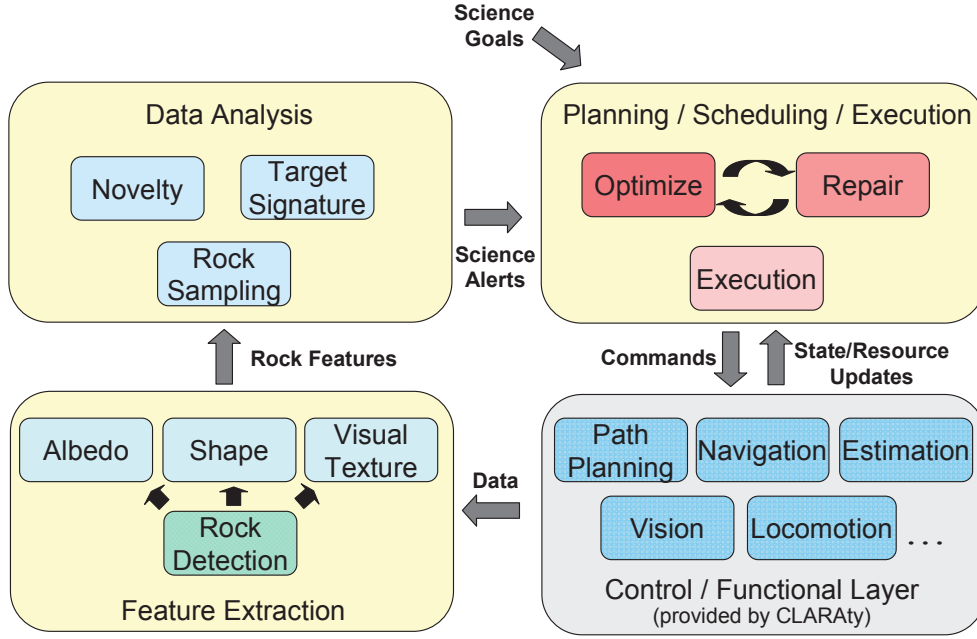 Science
Goals
Data Analysis
Novelty
Target
Signature
Rock
Sampling
Science
Alerts
Planning / Scheduling / Execution
Optimize
Repair
Execution
Rock Features
Commands
State/Resource
Updates
Albedo
Shape
Visual
Texture
Rock
Detection
Feature Extraction
Data
Path
Planning
Navigation
Estimation
Vision
Locomotion
...
Control / Functional Layer
(provided by CLARAty)